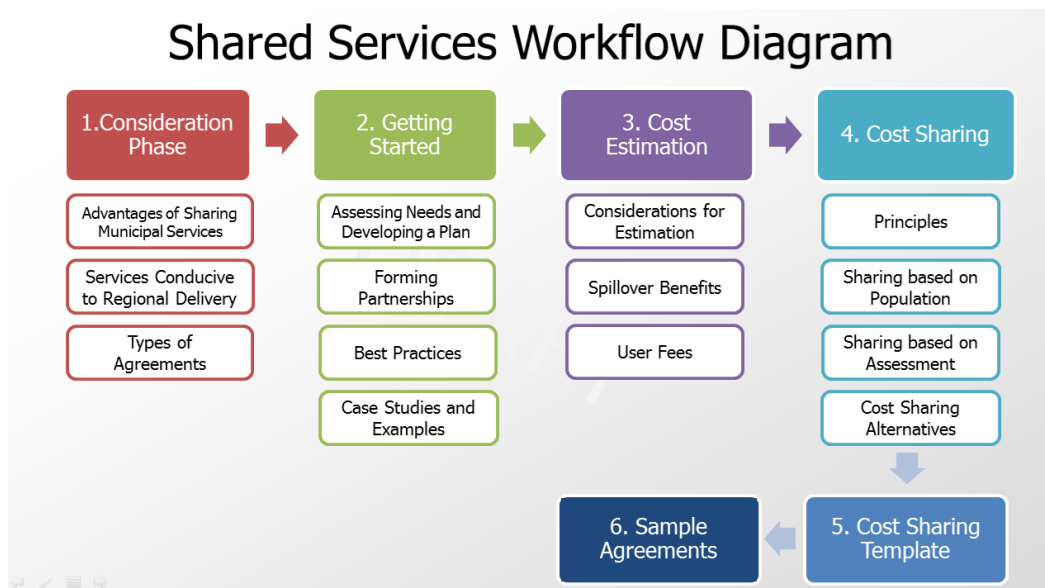 Shared Services Workflow Diagram
1.Consideration
Phase
Advantages of Sharing
Municipal Services
Services Conducive
to Regional Delivery
Types of
Agreements
2. Getting
Started
Assessing Needs and
Developing a Plan
Forming
Partnerships
Best Practices
Case Studies and
Examples
3. Cost
Estimation
Considerations for
Estimation
Spillover Benefits
User Fees
4. Cost Sharing
Principles
Sharing based on
Population
Sharing based on
Assessment
Cost Sharing
Alternatives
5. Cost Sharing
Template
6. Sample
Agreements